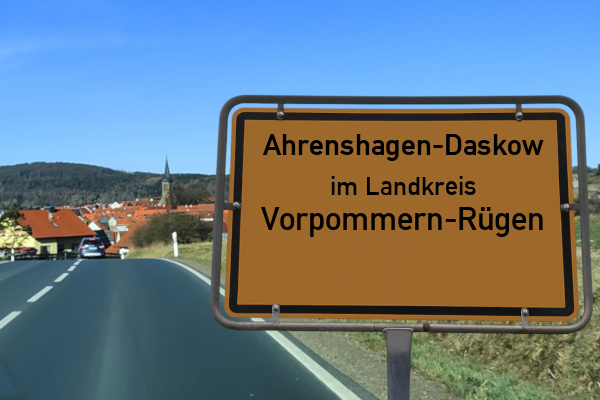 Ahrenshagen-Daskow
im Landkreis
Vorpommern-Rügen